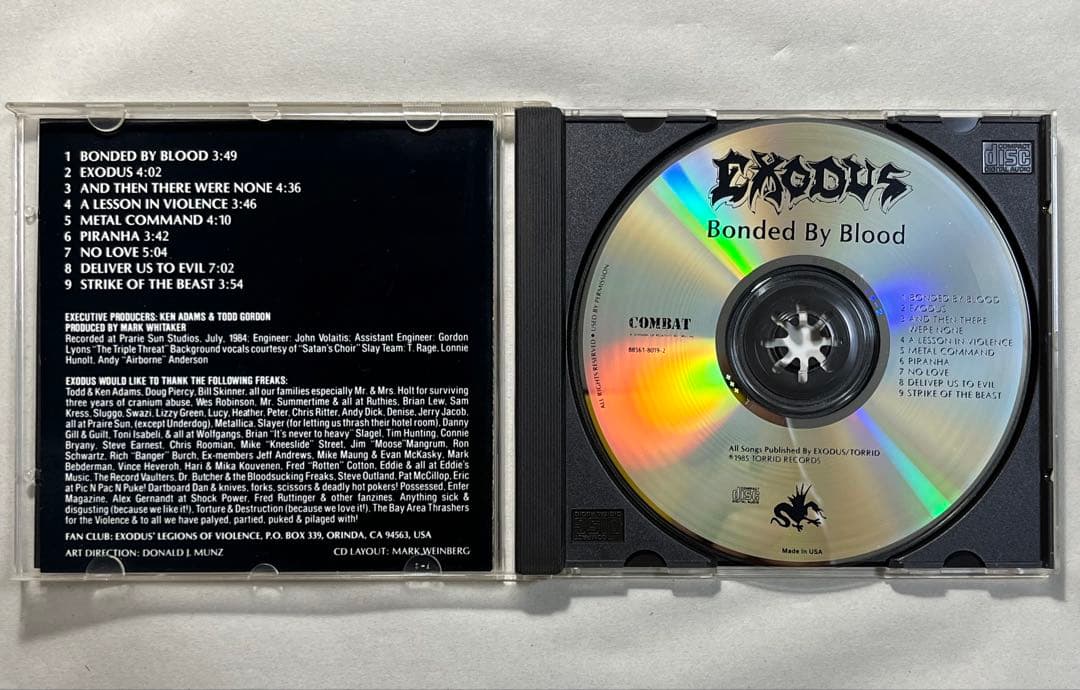 1 BONDED BY BLOOD 3:49
2 EXODUS 4:02
3 AND THEN THERE WERE NONE 4:36
4 A LESSON IN VIOLENCE 3:46
5 METAL COMMAND 4:10
6 PIRANHA 3:42
7 NO LOVE 5:04
8 DELIVER US TO EVIL 7:02
9 STRIKE OF THE BEAST 3:54
EXECUTIVE PRODUCERS: KEN ADAMS & TODD GORDON
PRODUCED BY MARK WHITAKER
Recorded at Prarie Sun Studios, July, 1984; Engineer: John Volaitis; Assistant Engineer: Gordon
Lyons "The Triple Threat" Background vocals courtesy of "Satan's Choir" Slay Team: T. Rage, Lonnie
Hunolt, Andy "Airborne" Anderson
EXODUS WOULD LIKE TO THANK THE FOLLOWING FREAKS:
Todd & Ken Adams, Doug Piercy, Bill Skinner, all our families especially Mr. & Mrs. Holt for surviving
three years of cranium abuse, Wes Robinson, Mr. Summertime & all at Ruthies, Brian Lew, Sam
Kress, Sluggo, Swazi, Lizzy Green, Lucy, Heather, Peter, Chris Ritter, Andy Dick, Denise, Jerry Jacob,
all at Praire Sun, (except Underdog), Metallica, Slayer (for letting us thrash their hotel room), Danny
Gill & Guilt, Toni Isabeli, & all at Wolfgangs, Brian "It's never to heavy" Slagel, Tim Hunting, Connie
Bryany, Steve Earnest, Chris Roomian, Mike "Kneeslide" Street, Jim "Moose" Mangrum, Ron
Schwartz, Rich "Banger" Burch, Ex-members Jeff Andrews, Mike Maung & Evan McKasky, Mark
Bebderman, Vince Heveroh, Hari & Mika Kouvenen, Fred "Rotten" Cotton, Eddie & all at Eddie's
Music, The Record Vaulters, Dr. Butcher & the Bloodsucking Freaks, Steve Outland, Pat McCillop, Eric
at Pic N Pac N Puke! Dartboard Dan & knives, forks, scissors & deadly hot pokers! Possessed, Enfer
Magazine, Alex Gernandt at Shock Power, Fred Ruttinger & other fanzines. Anything sick &
disgusting (because we like it!), Torture & Destruction (because we love it!), The Bay Area Thrashers
for the Violence & to all we have palyed, partied, puked & pilaged with!
FAN CLUB: EXODUS' LEGIONS OF VIOLENCE, P.O. BOX 339, ORINDA, CA 94563, USA
ART DIRECTION: DONALD J. MUNZ CD LAYOUT: MARK WEINBERG
EXODUS
Bonded By Blood
COMBAT
88561-8019-2
ALL RIGHTS RESERVED • USED BY PERMISSION
1 BONDED BY BLOOD
2 EXODUS
3 AND THEN THERE
WERE NONE
4 A LESSON IN VIOLENCE
5 METAL COMMAND
6 PIRANHA
7 NO LOVE
8 DELIVER US TO EVIL
9 STRIKE OF THE BEAST
All Songs Published By EXODUS/TORRID
℗1985 TORRID RECORDS
COMPACT
disc
DIGITAL AUDIO
Made in USA
COMPACT
disc
DIGITAL AUDIO